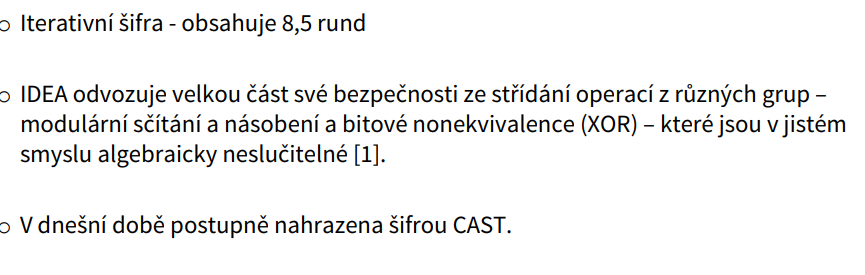 ○ Iterativní šifra - obsahuje 8,5 rund
○ IDEA odvozuje velkou část své bezpečnosti ze střídání operací z různých grup –
modulární sčítání a násobení a bitové nonekvivalence (XOR) – které jsou v jistém
smyslu algebraicky neslučitelné [1].
○ V dnešní době postupně nahrazena šifrou CAST.